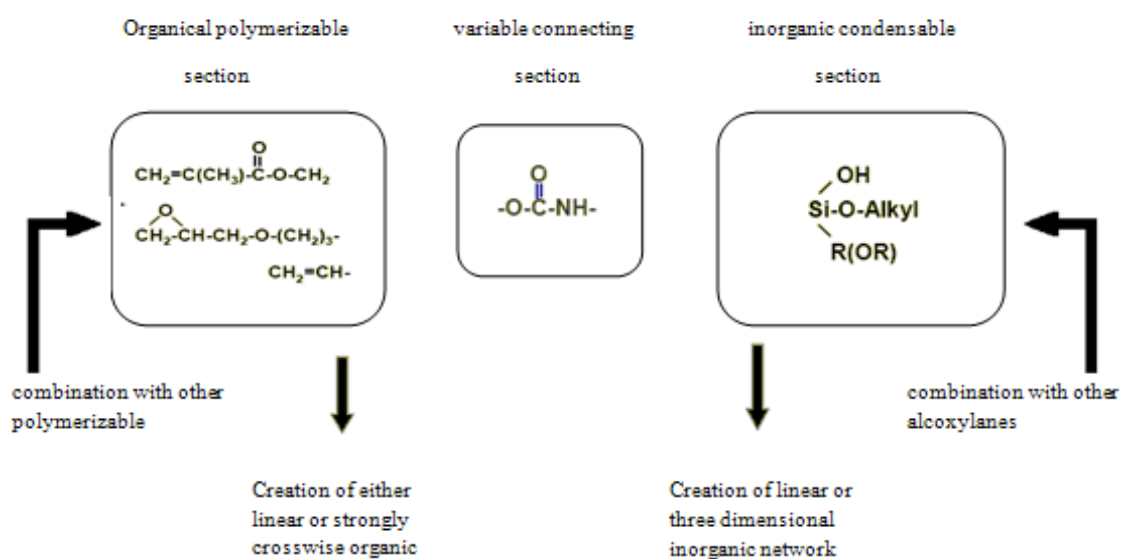 Organical polymerizable
section
variable connecting
section
inorganic condensable
section
O
CH₂=C(CH₃)-C-O-CH₂
O
CH₂-CH-CH₂-O-(CH₂)₃-
CH₂=CH-
O
-O-C-NH-
OH
Si-O-Alkyl
R(OR)
combination with other
polymerizable
combination with other
alcoxylanes
Creation of either
linear or strongly
crosswise organic
Creation of linear or
three dimensional
inorganic network